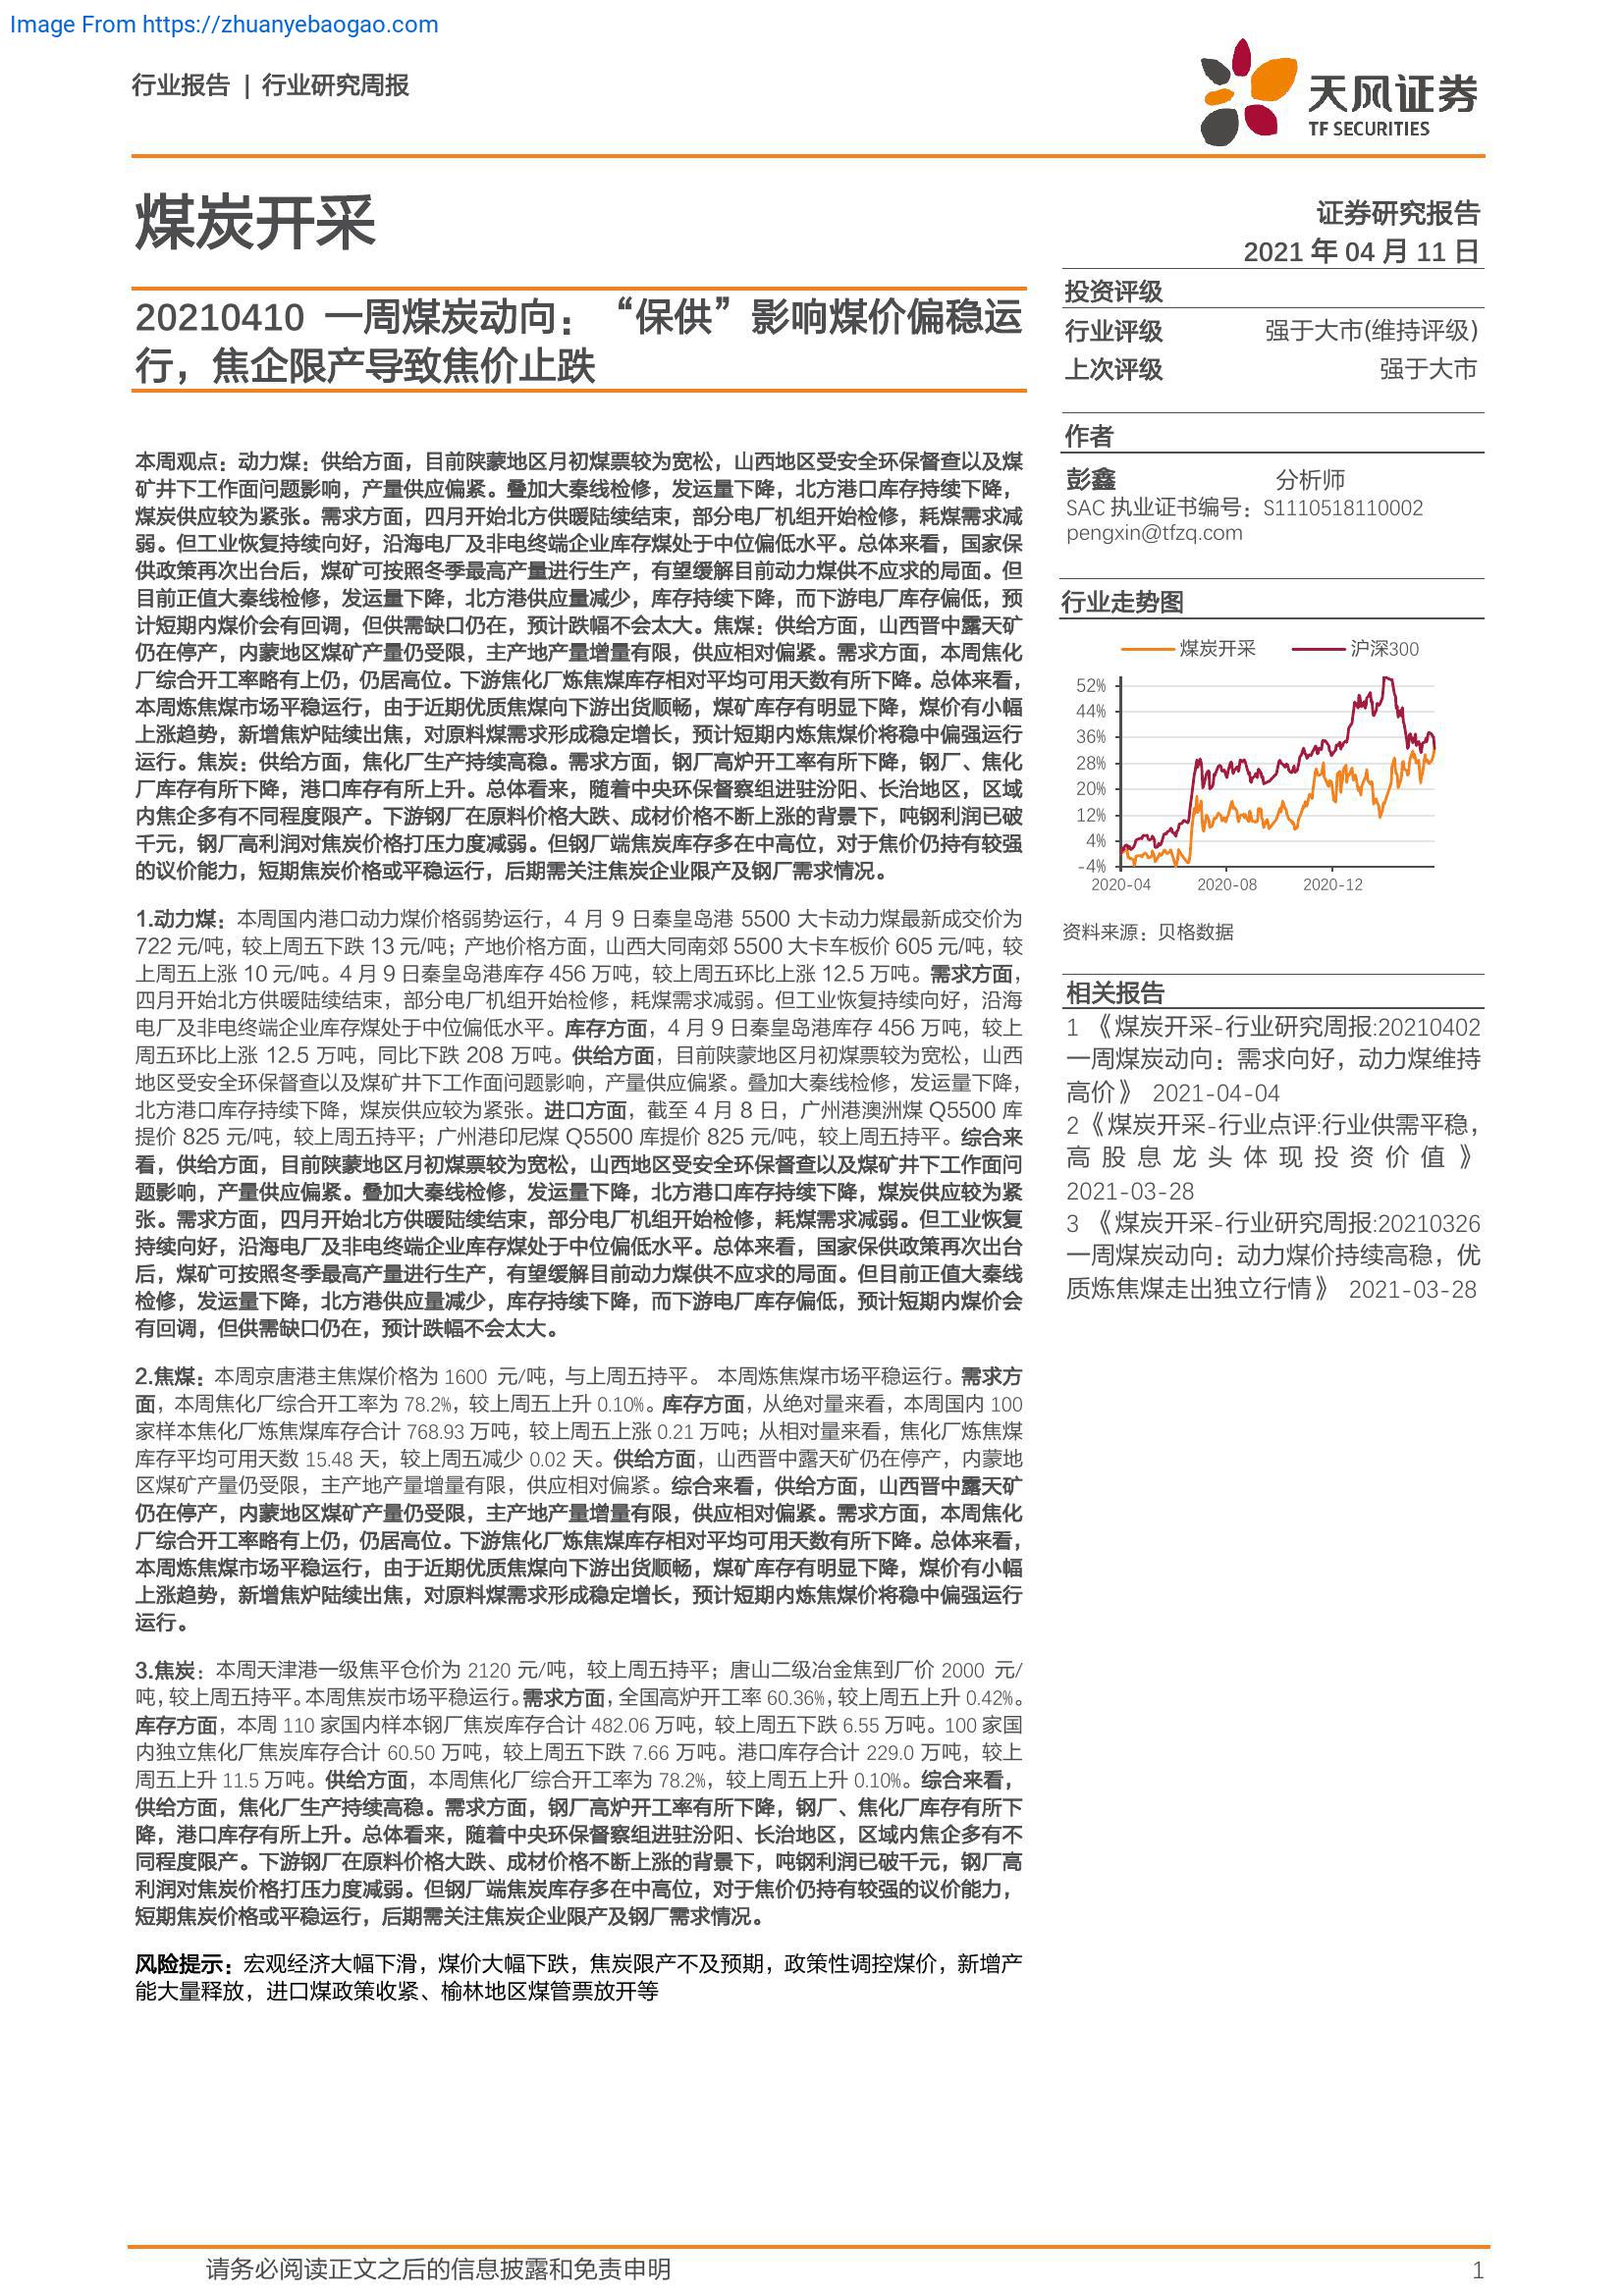 Image From https://zhuanyebaogao.com
行业报告 | 行业研究周报
天风证券
TF SECURITIES
煤炭开采
证券研究报告
2021 年 04 月 11 日
20210410 一周煤炭动向：“保供”影响煤价偏稳运
行，焦企限产导致焦价止跌
本周观点：动力煤：供给方面，目前陕蒙地区月初煤票较为宽松，山西地区受安全环保督查以及煤
矿井下工作面问题影响，产量供应偏紧。叠加大秦线检修，发运量下降，北方港口库存持续下降，
煤炭供应较为紧张。需求方面，四月开始北方供暖陆续结束，部分电厂机组开始检修，耗煤需求减
弱。但工业恢复持续向好，沿海电厂及非电终端企业库存煤处于中位偏低水平。总体来看，国家保
供政策再次出台后，煤矿可按照冬季最高产量进行生产，有望缓解目前动力煤供不应求的局面。但
目前正值大秦线检修，发运量下降，北方港供应量减少，库存持续下降，而下游电厂库存偏低，预
计短期内煤价会有回调，但供需缺口仍在，预计跌幅不会太大。焦煤：供给方面，山西晋中露天矿
仍在停产，内蒙地区煤矿产量仍受限，主产地产量增量有限，供应相对偏紧。需求方面，本周焦化
厂综合开工率略有上仍，仍居高位。下游焦化厂炼焦煤库存相对平均可用天数有所下降。总体来看，
本周炼焦煤市场平稳运行，由于近期优质焦煤向下游出货顺畅，煤矿库存有明显下降，煤价有小幅
上涨趋势，新增焦炉陆续出焦，对原料煤需求形成稳定增长，预计短期内炼焦煤价将稳中偏强运行
运行。焦炭：供给方面，焦化厂生产持续高稳。需求方面，钢厂高炉开工率有所下降，钢厂、焦化
厂库存有所下降，港口库存有所上升。总体看来，随着中央环保督察组进驻汾阳、长治地区，区域
内焦企多有不同程度限产。下游钢厂在原料价格大跌、成材价格不断上涨的背景下，吨钢利润已破
千元，钢厂高利润对焦炭价格打压力度减弱。但钢厂端焦炭库存多在中高位，对于焦价仍持有较强
的议价能力，短期焦炭价格或平稳运行，后期需关注焦炭企业限产及钢厂需求情况。
1.动力煤：本周国内港口动力煤价格弱势运行，4 月 9 日秦皇岛港 5500 大卡动力煤最新成交价为
722 元/吨，较上周五下跌 13 元/吨；产地价格方面，山西大同南郊 5500 大卡车板价 605 元/吨，较
上周五上涨 10 元/吨。4 月 9 日秦皇岛港库存 456 万吨，较上周五环比上涨 12.5 万吨。需求方面，
四月开始北方供暖陆续结束，部分电厂机组开始检修，耗煤需求减弱。但工业恢复持续向好，沿海
电厂及非电终端企业库存煤处于中位偏低水平。库存方面，4 月 9 日秦皇岛港库存 456 万吨，较上
周五环比上涨 12.5 万吨，同比下跌 208 万吨。供给方面，目前陕蒙地区月初煤票较为宽松，山西
地区受安全环保督查以及煤矿井下工作面问题影响，产量供应偏紧。叠加大秦线检修，发运量下降，
北方港口库存持续下降，煤炭供应较为紧张。进口方面，截至 4 月 8 日，广州港澳洲煤 Q5500 库
提价 825 元/吨，较上周五持平；广州港印尼煤 Q5500 库提价 825 元/吨，较上周五持平。综合来
看，供给方面，目前陕蒙地区月初煤票较为宽松，山西地区受安全环保督查以及煤矿井下工作面问
题影响，产量供应偏紧。叠加大秦线检修，发运量下降，北方港口库存持续下降，煤炭供应较为紧
张。需求方面，四月开始北方供暖陆续结束，部分电厂机组开始检修，耗煤需求减弱。但工业恢复
持续向好，沿海电厂及非电终端企业库存煤处于中位偏低水平。总体来看，国家保供政策再次出台
后，煤矿可按照冬季最高产量进行生产，有望缓解目前动力煤供不应求的局面。但目前正值大秦线
检修，发运量下降，北方港供应量减少，库存持续下降，而下游电厂库存偏低，预计短期内煤价会
有回调，但供需缺口仍在，预计跌幅不会太大。
2.焦煤：本周京唐港主焦煤价格为 1600 元/吨，与上周五持平。 本周炼焦煤市场平稳运行。需求方
面，本周焦化厂综合开工率为 78.2%，较上周五上升 0.10%。库存方面，从绝对量来看，本周国内 100
家样本焦化厂炼焦煤库存合计 768.93 万吨，较上周五上涨 0.21 万吨；从相对量来看，焦化厂炼焦煤
库存平均可用天数 15.48 天，较上周五减少 0.02 天。供给方面，山西晋中露天矿仍在停产，内蒙地
区煤矿产量仍受限，主产地产量增量有限，供应相对偏紧。综合来看，供给方面，山西晋中露天矿
仍在停产，内蒙地区煤矿产量仍受限，主产地产量增量有限，供应相对偏紧。需求方面，本周焦化
厂综合开工率略有上仍，仍居高位。下游焦化厂炼焦煤库存相对平均可用天数有所下降。总体来看，
本周炼焦煤市场平稳运行，由于近期优质焦煤向下游出货顺畅，煤矿库存有明显下降，煤价有小幅
上涨趋势，新增焦炉陆续出焦，对原料煤需求形成稳定增长，预计短期内炼焦煤价将稳中偏强运行
运行。
3.焦炭：本周天津港一级焦平仓价为 2120 元/吨，较上周五持平；唐山二级冶金焦到厂价 2000 元/
吨，较上周五持平。本周焦炭市场平稳运行。需求方面，全国高炉开工率 60.36%，较上周五上升 0.42%。
库存方面，本周 110 家国内样本钢厂焦炭库存合计 482.06 万吨，较上周五下跌 6.55 万吨。100 家国
内独立焦化厂焦炭库存合计 60.50 万吨，较上周五下跌 7.66 万吨。港口库存合计 229.0 万吨，较上
周五上升 11.5 万吨。供给方面，本周焦化厂综合开工率为 78.2%，较上周五上升 0.10%。综合来看，
供给方面，焦化厂生产持续高稳。需求方面，钢厂高炉开工率有所下降，钢厂、焦化厂库存有所下
降，港口库存有所上升。总体看来，随着中央环保督察组进驻汾阳、长治地区，区域内焦企多有不
同程度限产。下游钢厂在原料价格大跌、成材价格不断上涨的背景下，吨钢利润已破千元，钢厂高
利润对焦炭价格打压力度减弱。但钢厂端焦炭库存多在中高位，对于焦价仍持有较强的议价能力，
短期焦炭价格或平稳运行，后期需关注焦炭企业限产及钢厂需求情况。
风险提示：宏观经济大幅下滑，煤价大幅下跌，焦炭限产不及预期，政策性调控煤价，新增产
能大量释放，进口煤政策收紧、榆林地区煤管票放开等
投资评级
行业评级 强于大市(维持评级)
上次评级 强于大市
作者
彭鑫 分析师
SAC 执业证书编号：S1110518110002
pengxin@tfzq.com
行业走势图
煤炭开采 沪深300
52%
44%
36%
28%
20%
12%
4%
-4%
2020-04 2020-08 2020-12
资料来源：贝格数据
相关报告
1 《煤炭开采-行业研究周报:20210402
一周煤炭动向：需求向好，动力煤维持
高价》 2021-04-04
2《煤炭开采-行业点评:行业供需平稳，
高股息龙头体现投资价值》
2021-03-28
3 《煤炭开采-行业研究周报:20210326
一周煤炭动向：动力煤价持续高稳，优
质炼焦煤走出独立行情》 2021-03-28
请务必阅读正文之后的信息披露和免责申明
1